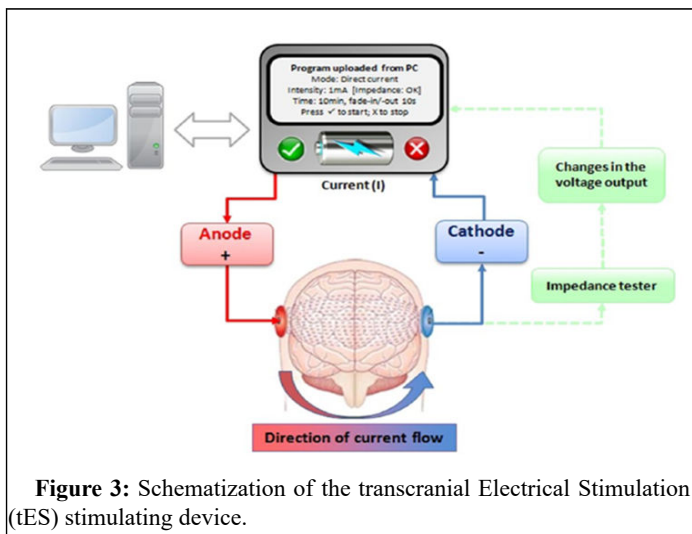 Program uploaded from PC
Mode: Direct current
Intensity: 1mA [Impedance: OK]
Time: 10min, fade-in/-out 10s
Press ✓ to start; X to stop
Current (I)
Changes in the
voltage output
Anode
+
Cathode
-
Impedance tester
Direction of current flow
Figure 3: Schematization of the transcranial Electrical Stimulation
(tES) stimulating device.